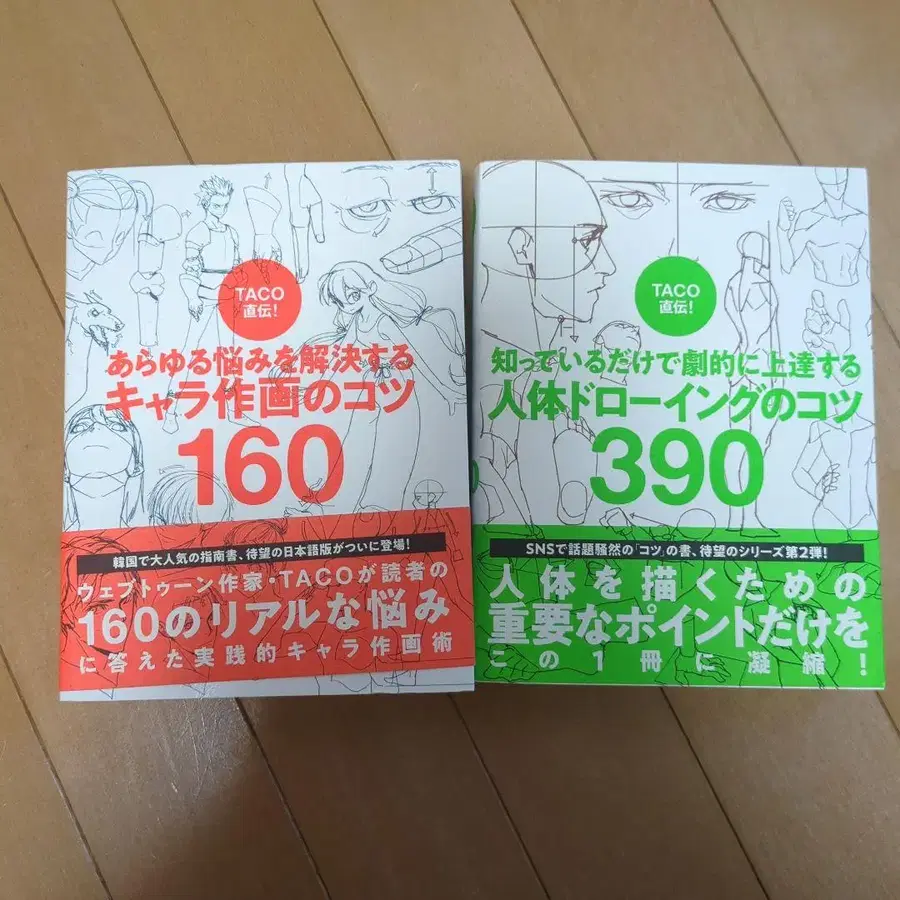 TACO
直伝!
あらゆる悩みを解決する
キャラ作画のコツ
160
韓国で大人気の指南書、待望の日本語版がついに登場!
ウェブトゥーン作家・TACOが読者の
160のリアルな悩み
に答えた実践的キャラ作画術
TACO
直伝!
知っているだけで劇的に上達する
人体ドローイングのコツ
390
SNSで話題騒然の「コツ」の書、待望のシリーズ第2弾!
人体を描くための
重要なポイントだけを
この1冊に凝縮!